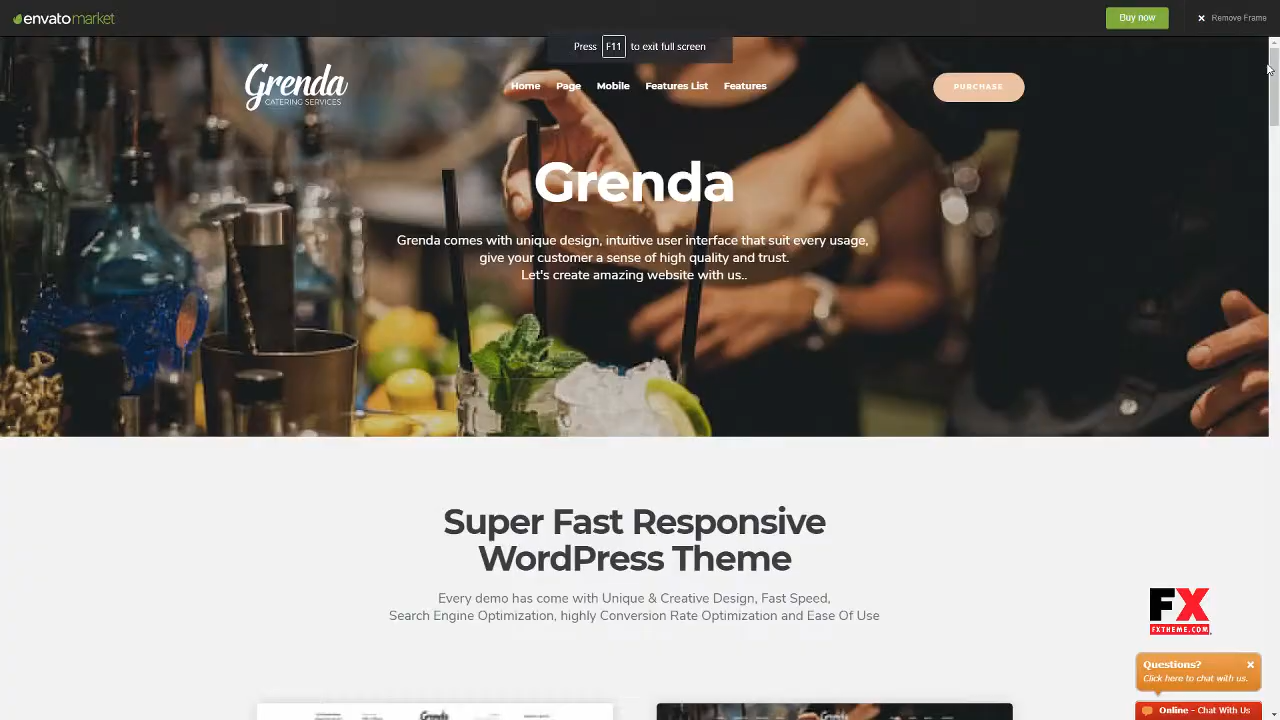 envato market
Buy now
× Remove Frame
Press F11 to exit full screen
Grenda
CATERING SERVICES
Home Page Mobile Features List Features
PURCHASE
Grenda
Grenda comes with unique design, intuitive user interface that suit every usage,
give your customer a sense of high quality and trust.
Let's create amazing website with us..
Super Fast Responsive
WordPress Theme
Every demo has come with Unique & Creative Design, Fast Speed,
Search Engine Optimization, highly Conversion Rate Optimization and Ease Of Use
FX
FXTHEME.COM
Questions? ×
Click here to chat with us.
Online - Chat With Us
Grenda
Grenda